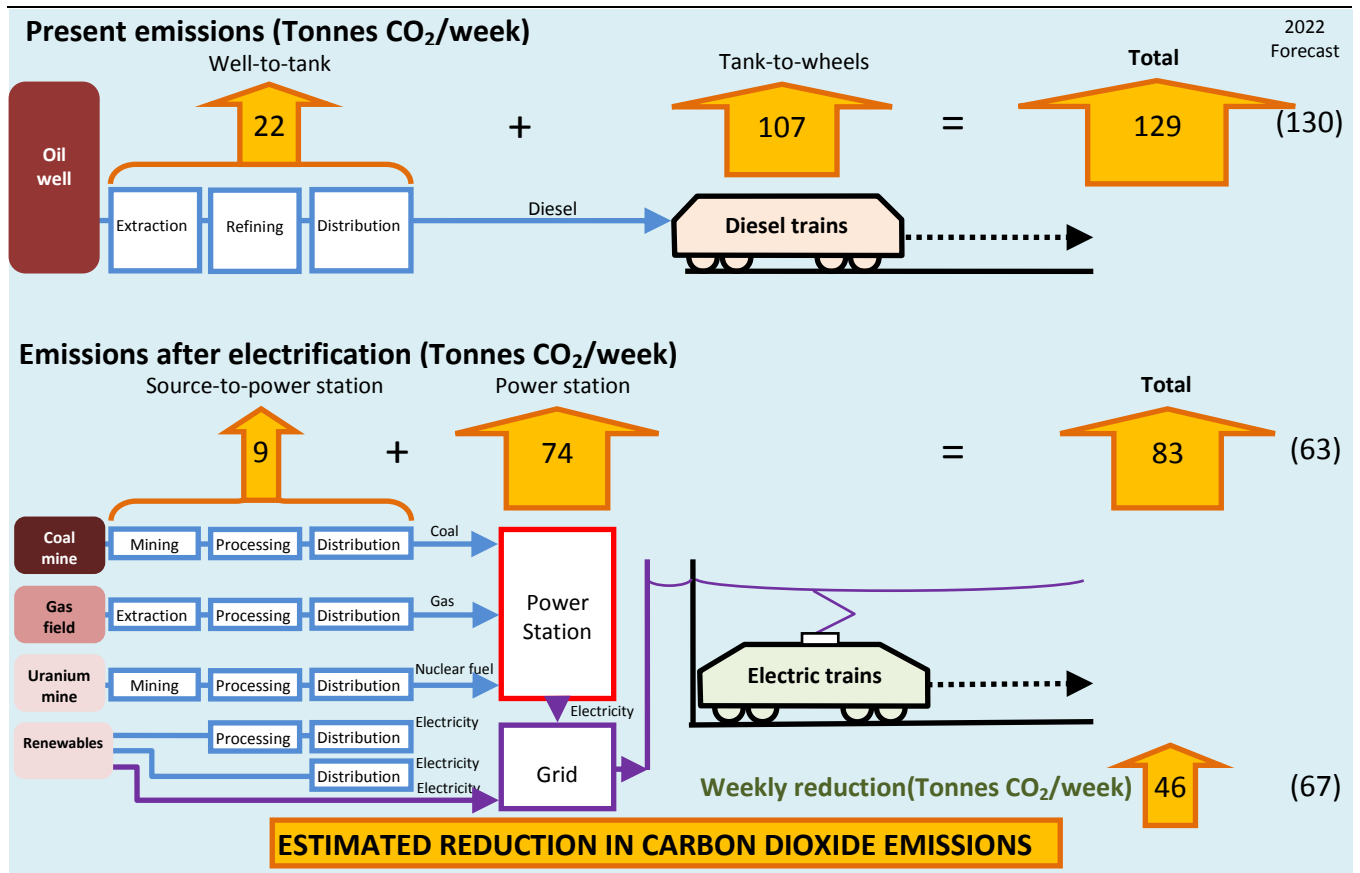 Present emissions (Tonnes CO₂/week)
2022
Forecast
Well-to-tank
Tank-to-wheels
Total
22
+
107
=
129
(130)
Oil
well
Extraction
Refining
Distribution
Diesel
Diesel trains
Emissions after electrification (Tonnes CO₂/week)
Source-to-power station
Power station
Total
9
+
74
=
83
(63)
Coal
mine
Mining
Processing
Distribution
Coal
Gas
field
Extraction
Processing
Distribution
Gas
Power
Station
Uranium
mine
Mining
Processing
Distribution
Nuclear fuel
Electric trains
Electricity
Renewables
Processing
Distribution
Electricity
Distribution
Electricity
Electricity
Grid
Weekly reduction(Tonnes CO₂/week)
46
(67)
ESTIMATED REDUCTION IN CARBON DIOXIDE EMISSIONS